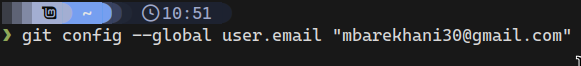 ~ 10:51
❯ git config --global user.email "mbarekhani30@gmail.com"